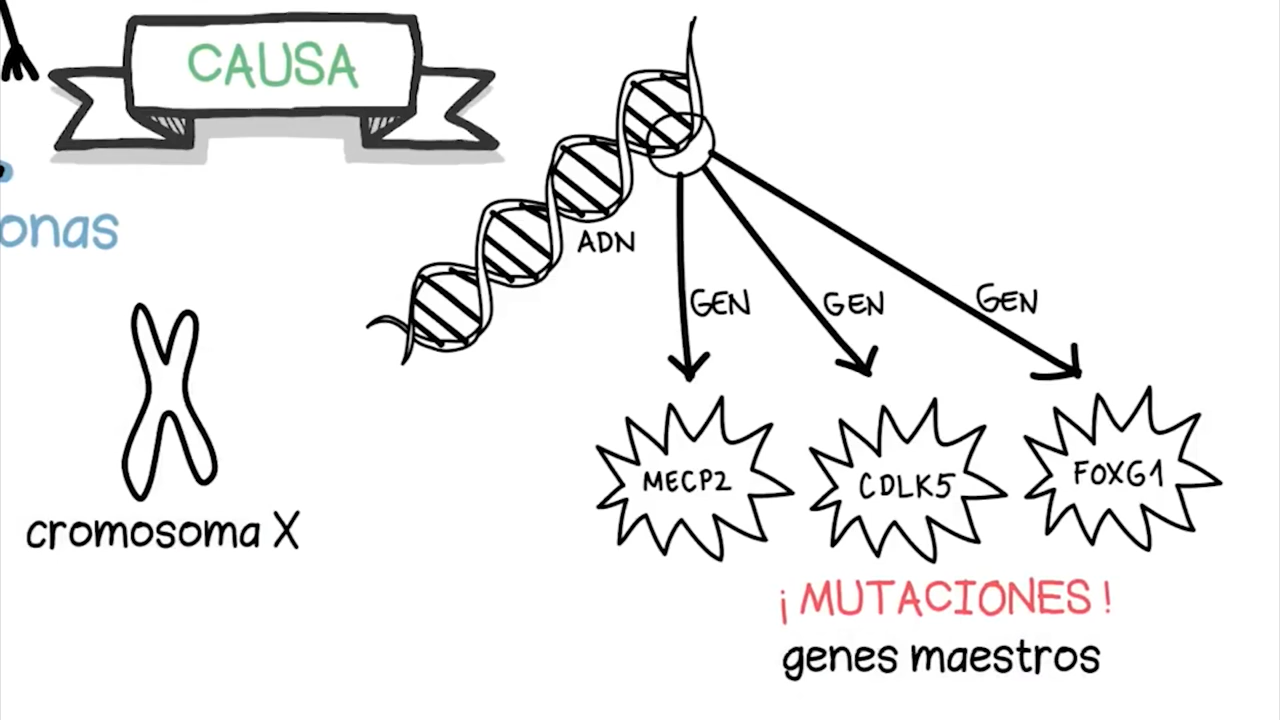 CAUSA
onas
ADN
GEN
GEN
GEN
MECP2
CDLK5
FOXG1
cromosoma X
¡MUTACIONES!
genes maestros